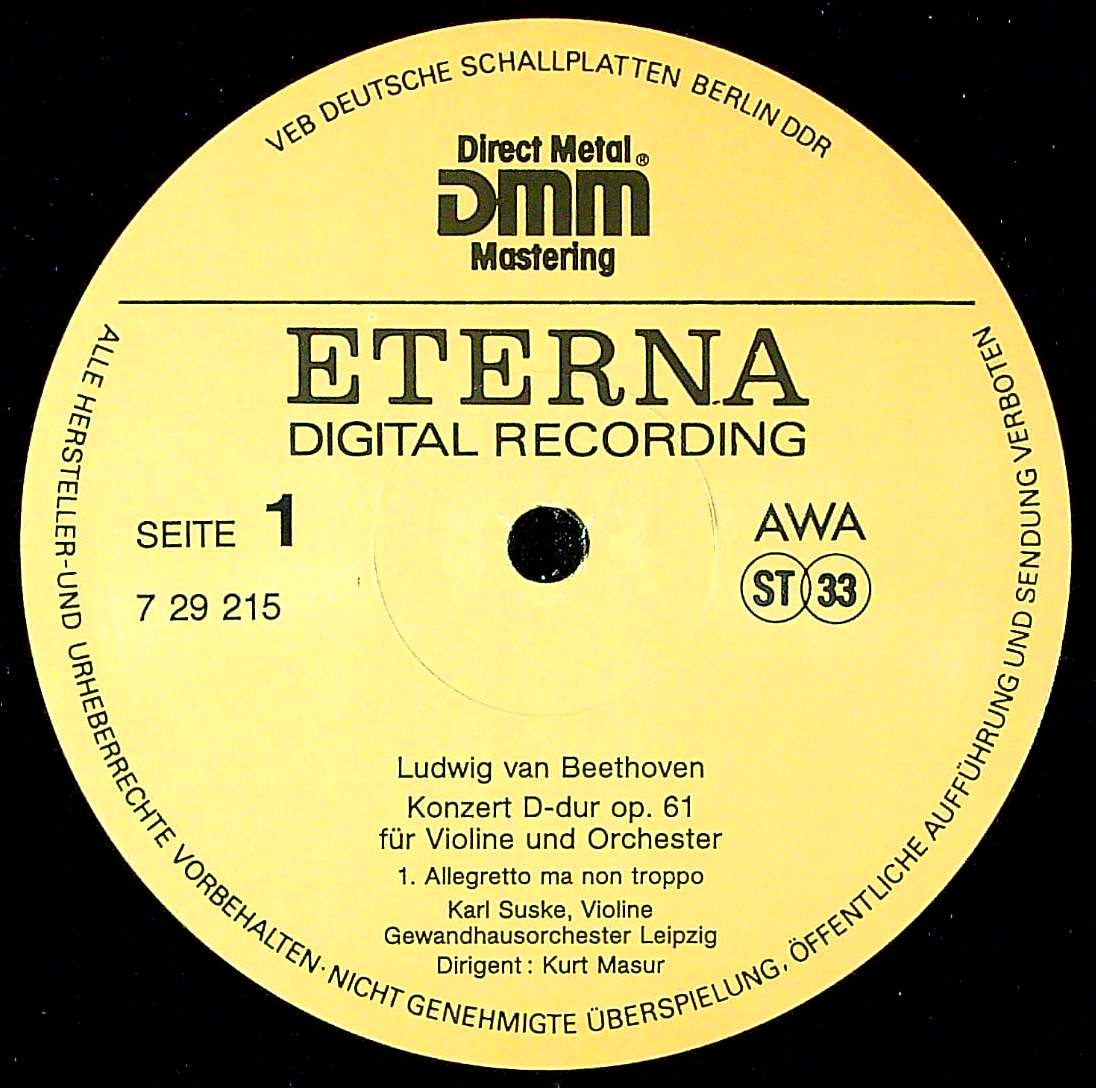 VEB DEUTSCHE SCHALLPLATTEN BERLIN DDR
Direct Metal®
DMM
Mastering
ETERNA
DIGITAL RECORDING
SEITE 1
7 29 215
AWA
ST 33
Ludwig van Beethoven
Konzert D-dur op. 61
für Violine und Orchester
1. Allegretto ma non troppo
Karl Suske, Violine
Gewandhausorchester Leipzig
Dirigent: Kurt Masur
ALLE HERSTELLER-UND URHEBERRECHTE VORBEHALTEN·NICHT GENEHMIGTE ÜBERSPIELUNG, ÖFFENTLICHE AUFFÜHRUNG UND SENDUNG VERBOTEN